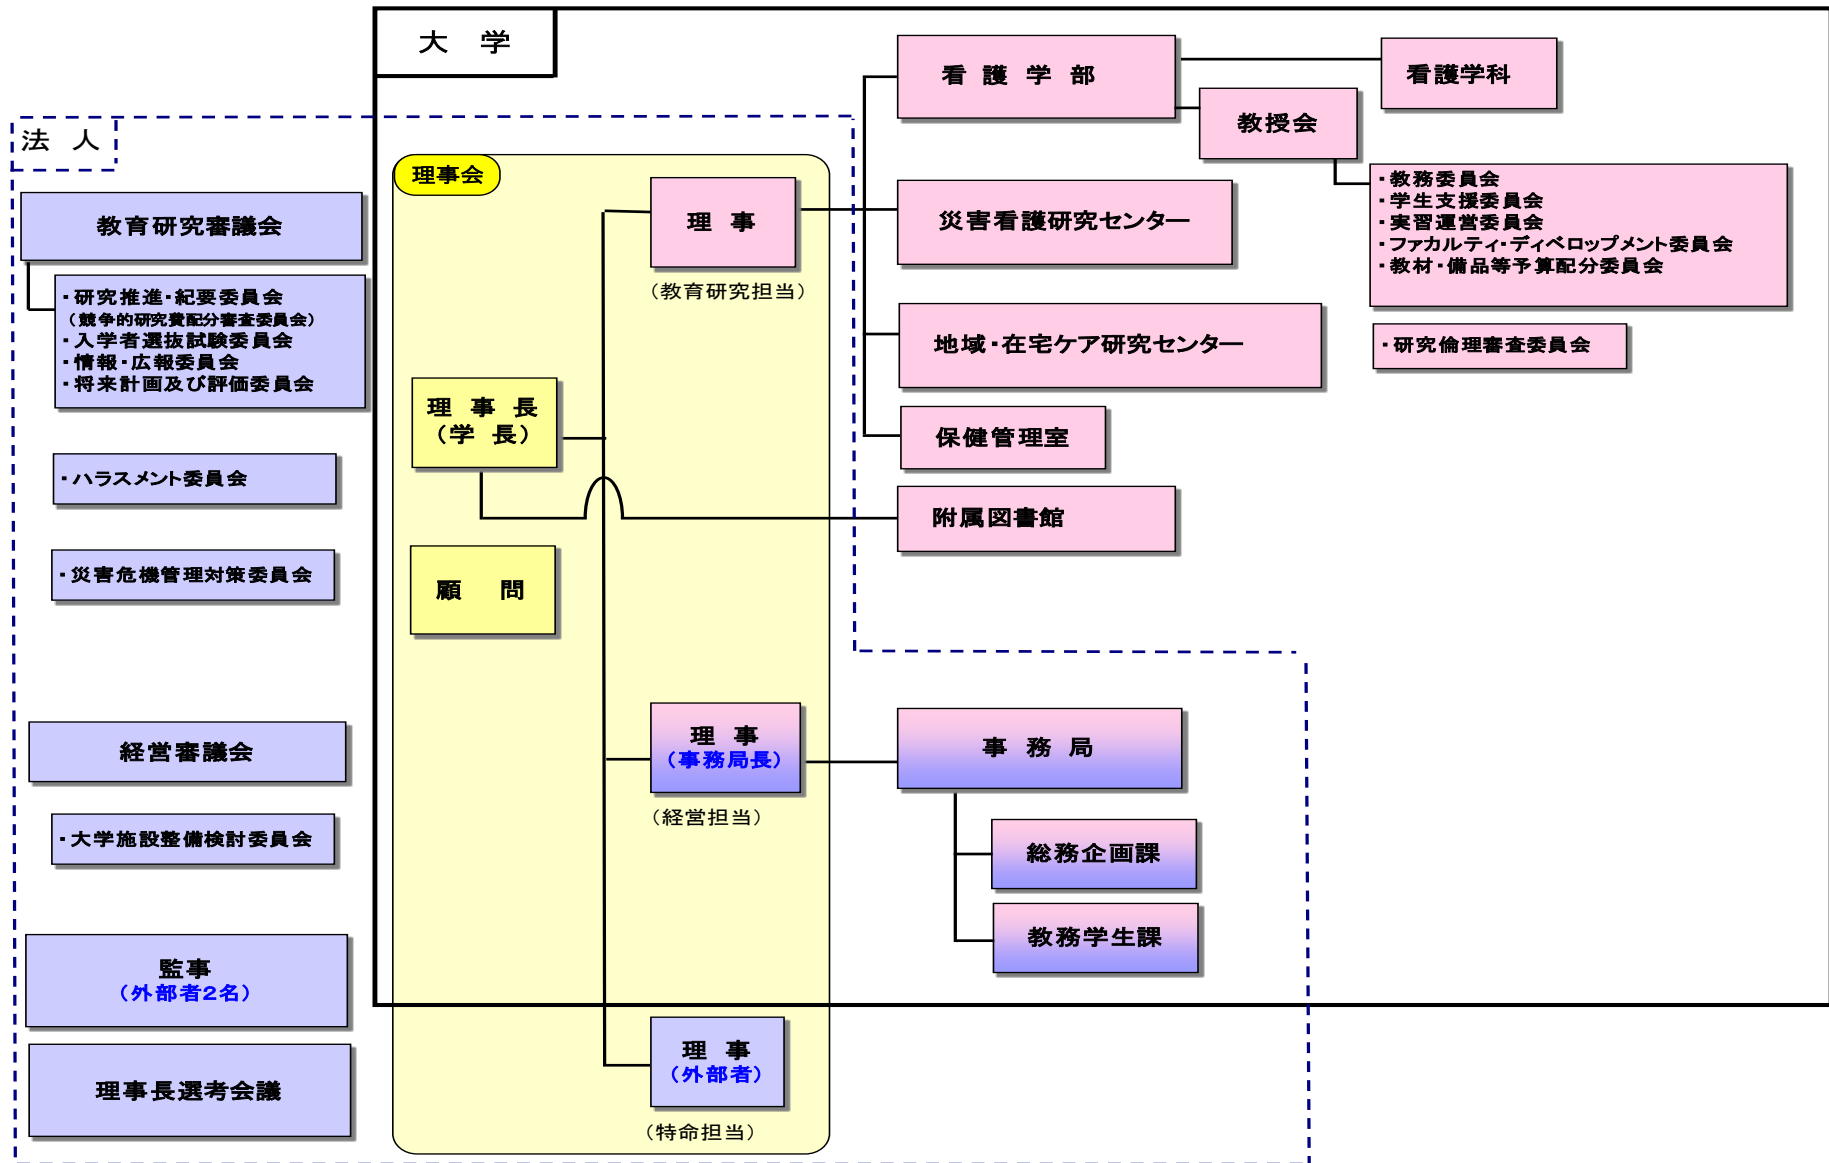 大 学
法 人
教育研究審議会
・研究推進・紀要委員会
（競争的研究費配分審査委員会）
・入学者選抜試験委員会
・情報・広報委員会
・将来計画及び評価委員会
・ハラスメント委員会
・災害危機管理対策委員会
経営審議会
・大学施設整備検討委員会
監事
（外部者2名）
理事長選考会議
理事会
理事長
（学 長）
顧 問
理 事
（教育研究担当）
理 事
（事務局長）
（経営担当）
理 事
（外部者）
（特命担当）
看 護 学 部
看護学科
教授会
・教務委員会
・学生支援委員会
・実習運営委員会
・ファカルティ・ディベロップメント委員会
・教材・備品等予算配分委員会
・研究倫理審査委員会
災害看護研究センター
地域・在宅ケア研究センター
保健管理室
附属図書館
事 務 局
総務企画課
教務学生課